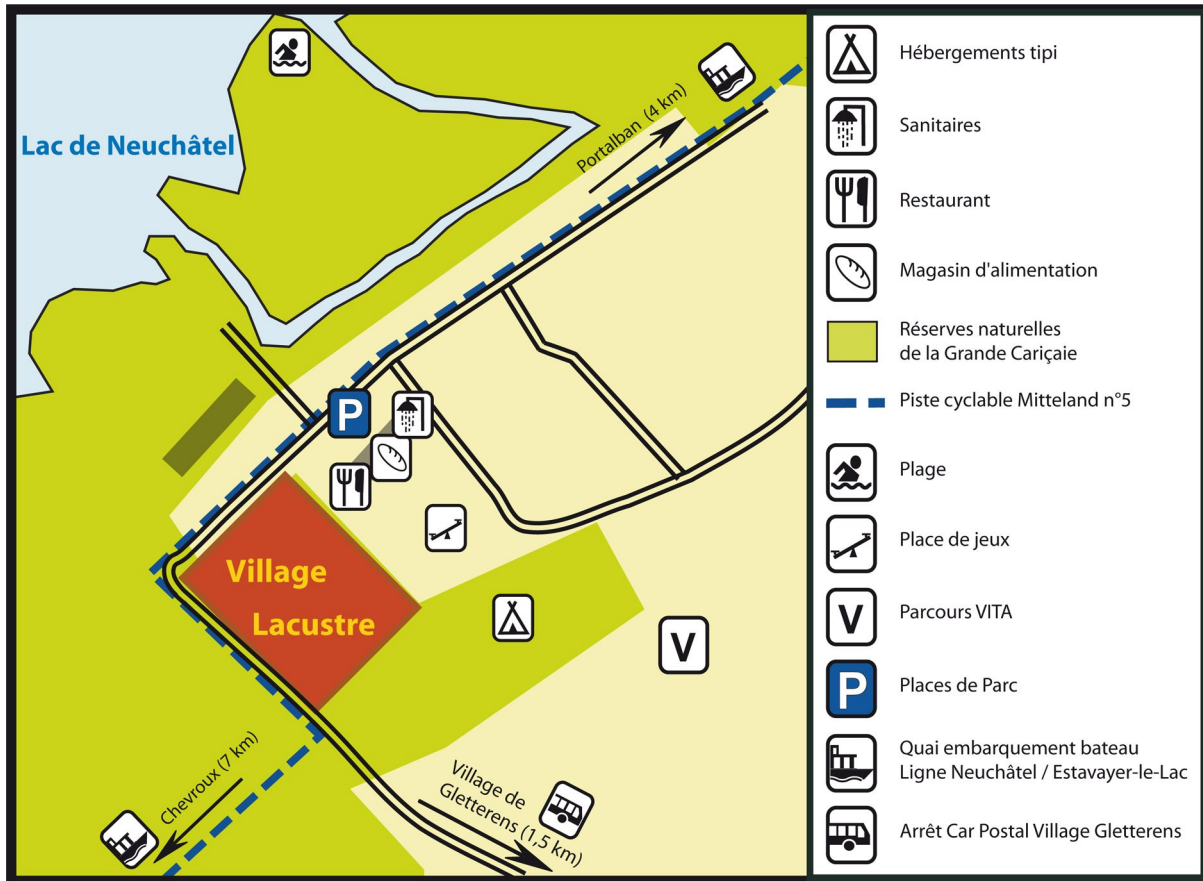 Lac de Neuchâtel
Portalban (4 km)
P
Village
Lacustre
V
Chevroux (7 km)
Village de
Gletterens (1,5 km)
Hébergements tipi
Sanitaires
Restaurant
Magasin d'alimentation
Réserves naturelles
de la Grande Cariçaie
Piste cyclable Mitteland n°5
Plage
Place de jeux
V
Parcours VITA
P
Places de Parc
Quai embarquement bateau
Ligne Neuchâtel / Estavayer-le-Lac
Arrêt Car Postal Village Gletterens